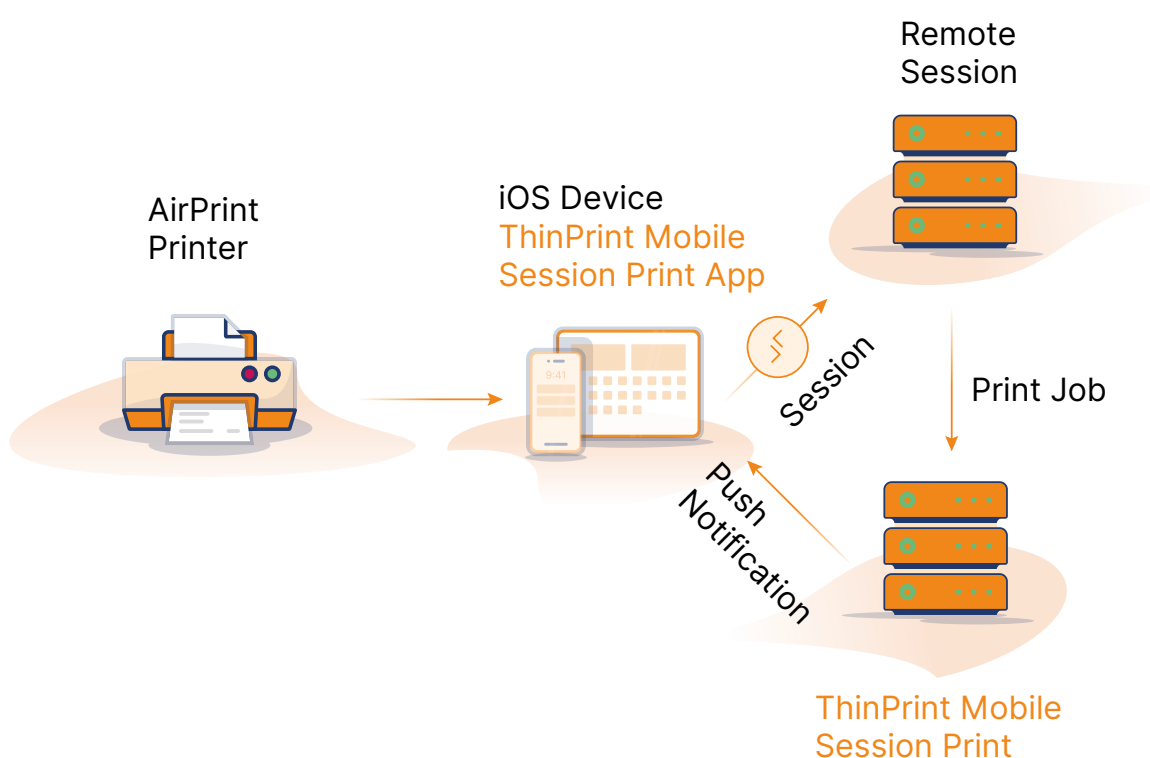 Remote
Session
AirPrint
Printer
iOS Device
ThinPrint Mobile
Session Print App
9:41
Session
Print Job
Push
Notification
ThinPrint Mobile
Session Print